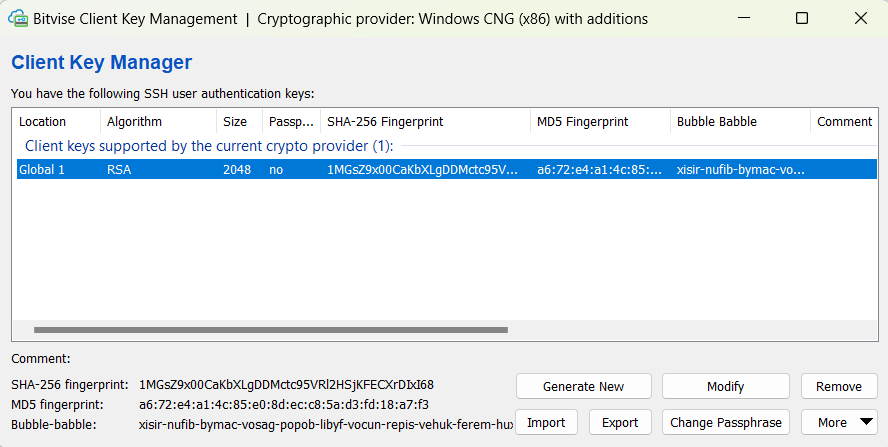 Bitvise Client Key Management | Cryptographic provider: Windows CNG (x86) with additions
Client Key Manager
You have the following SSH user authentication keys:
Location Algorithm Size Passp... SHA-256 Fingerprint MD5 Fingerprint Bubble Babble Comment
Client keys supported by the current crypto provider (1):
Global 1 RSA 2048 no 1MGsZ9x00CaKbXLgDDMctc95V... a6:72:e4:a1:4c:85:... xisir-nufib-bymac-vo...
Comment:
SHA-256 fingerprint: 1MGsZ9x00CaKbXLgDDMctc95VRl2HSjKFECXrDIxI68 Generate New Modify Remove
MD5 fingerprint: a6:72:e4:a1:4c:85:e0:8d:ec:c8:5a:d3:fd:18:a7:f3
Bubble-babble: xisir-nufib-bymac-vosag-popob-libyf-vocun-repis-vehuk-ferem-hux Import Export Change Passphrase More